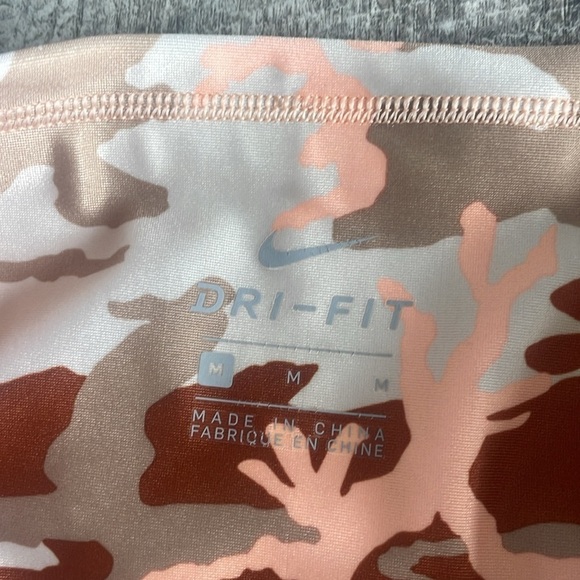 DRI-FIT
M M M
MADE IN CHINA
FABRIQUE EN CHINE